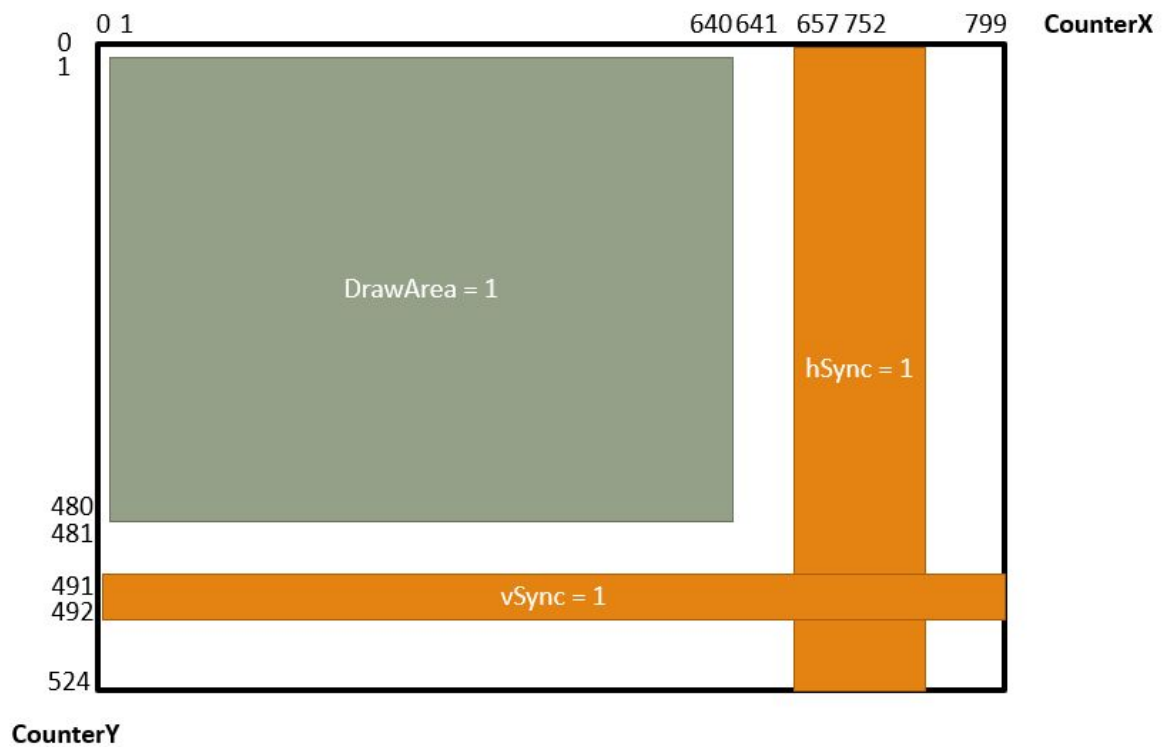 0 1 640 641 657 752 799 CounterX
0
1
DrawArea = 1
hSync = 1
480
481
491
vSync = 1
492
524
CounterY